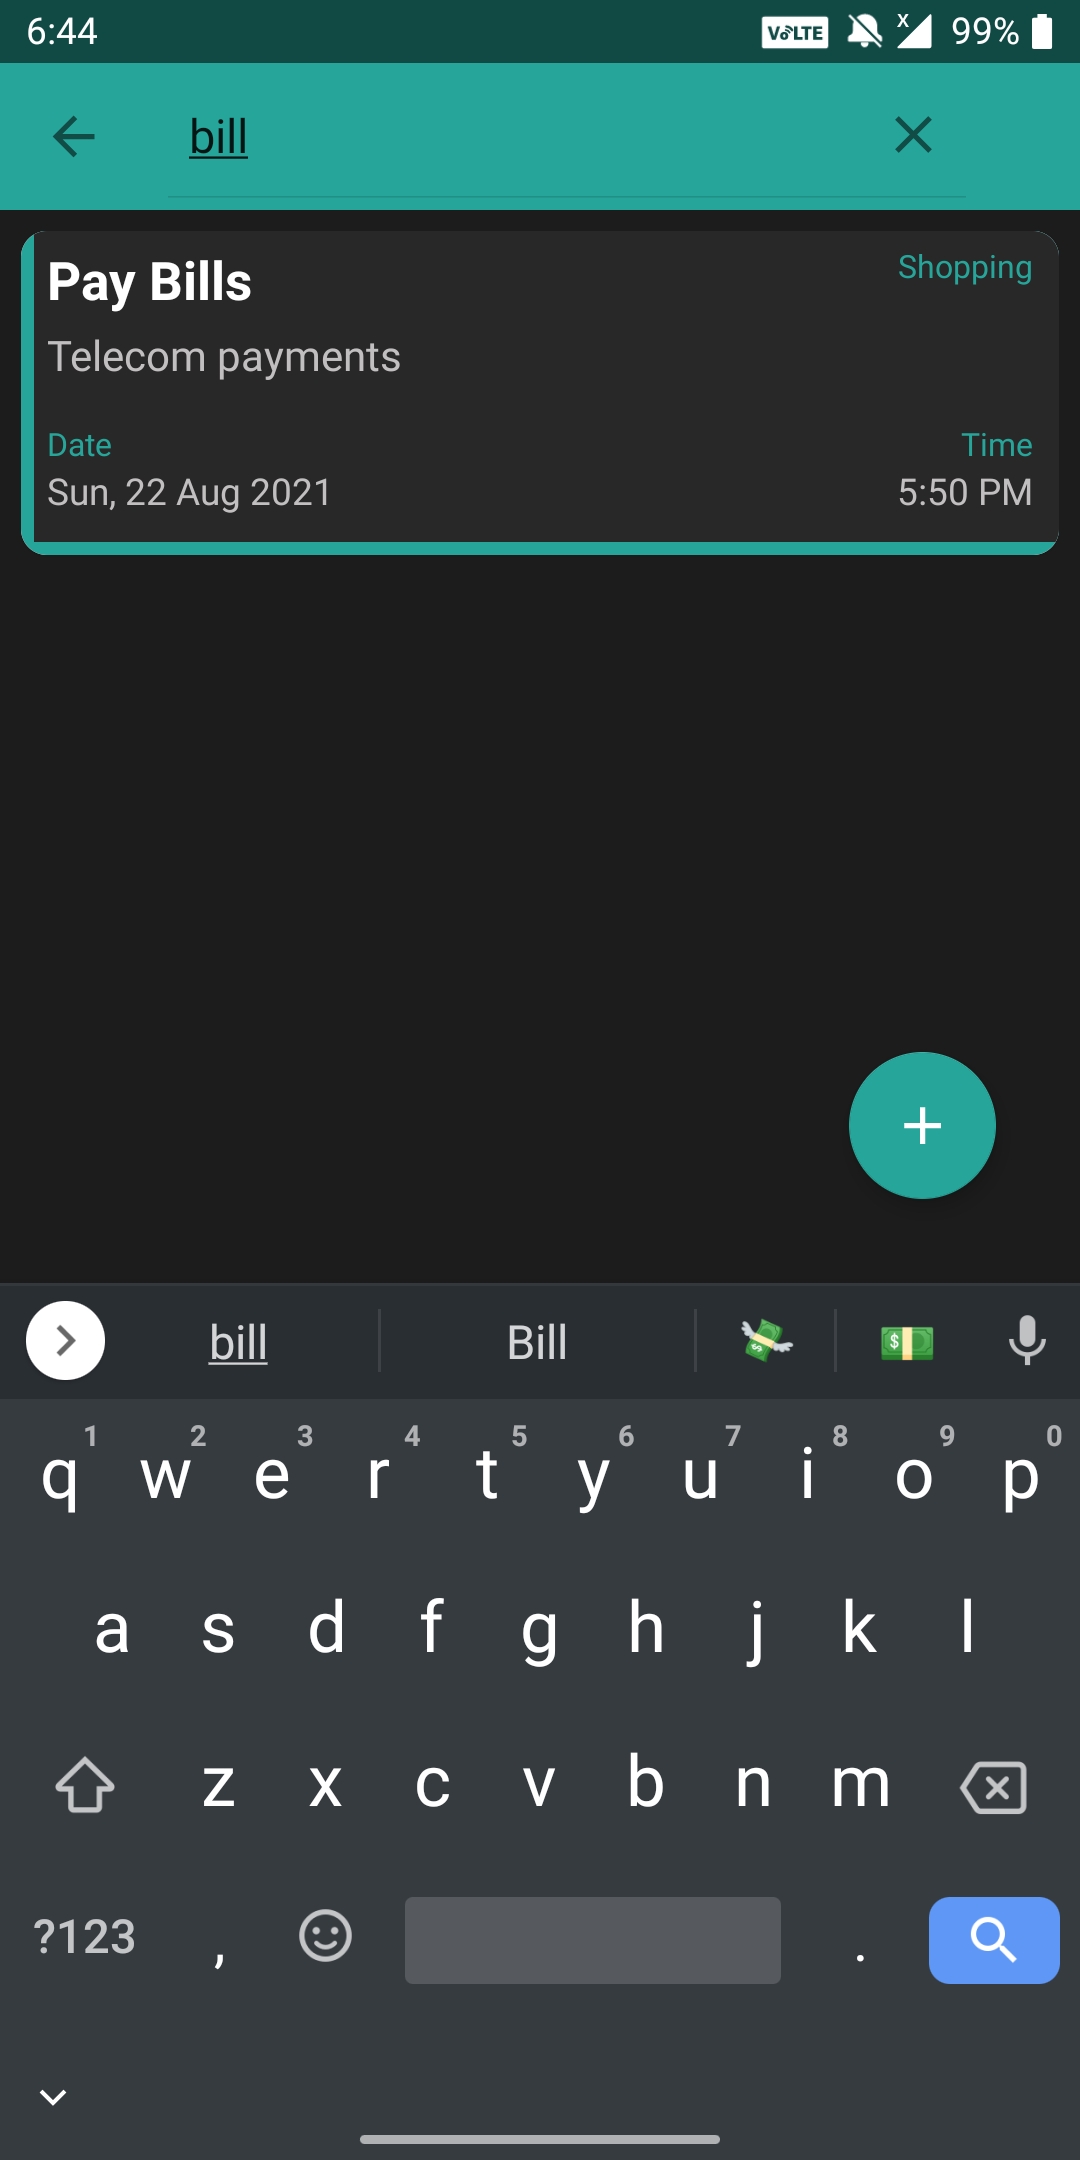 6:44 VoLTE x 99%
bill
Pay Bills Shopping
Telecom payments
Date Time
Sun, 22 Aug 2021 5:50 PM
bill Bill
1 2 3 4 5 6 7 8 9 0
q w e r t y u i o p
a s d f g h j k l
z x c v b n m
?123 , .